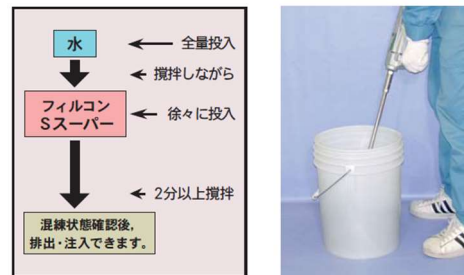 水
全量投入
撹拌しながら
フィルコン
Sスーパー
徐々に投入
2分以上撹拌
混練状態確認後,
排出・注入できます。